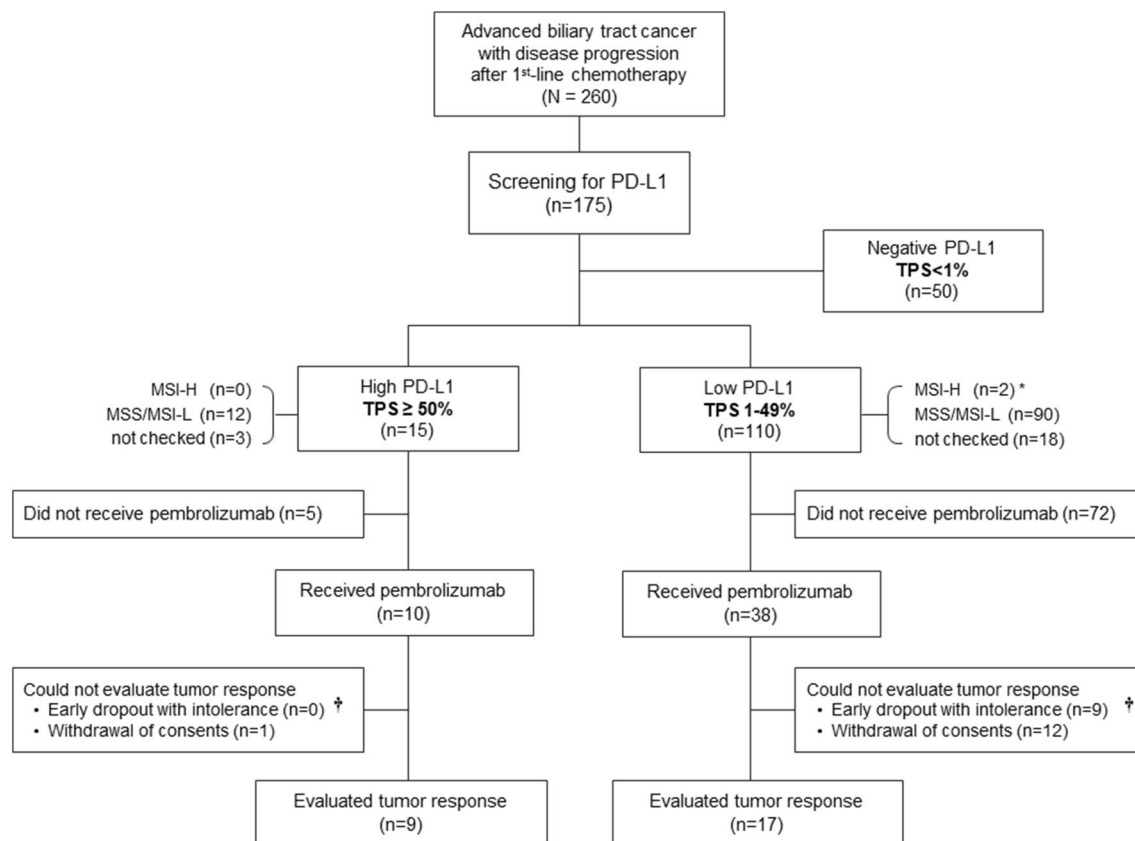 Advanced biliary tract cancer
with disease progression
after 1st-line chemotherapy
(N = 260)
Screening for PD-L1
(n=175)
Negative PD-L1
TPS<1%
(n=50)
MSI-H (n=0)
MSS/MSI-L (n=12)
not checked (n=3)
High PD-L1
TPS ≥ 50%
(n=15)
Low PD-L1
TPS 1-49%
(n=110)
MSI-H (n=2) *
MSS/MSI-L (n=90)
not checked (n=18)
Did not receive pembrolizumab (n=5)
Did not receive pembrolizumab (n=72)
Received pembrolizumab
(n=10)
Received pembrolizumab
(n=38)
Could not evaluate tumor response
• Early dropout with intolerance (n=0) †
• Withdrawal of consents (n=1)
Could not evaluate tumor response
• Early dropout with intolerance (n=9) †
• Withdrawal of consents (n=12)
Evaluated tumor response
(n=9)
Evaluated tumor response
(n=17)